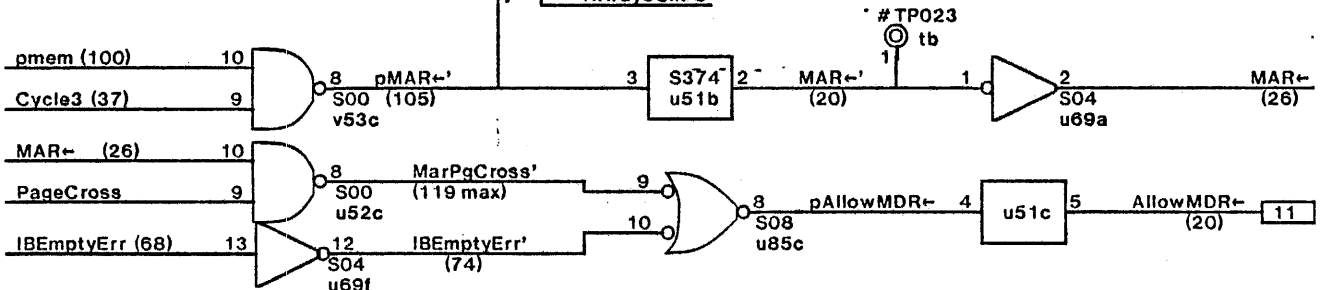 # TP023
tb
1
pmem (100) 10
8 pMAR←'
3 S374 2 MAR←' 1 2 MAR←
Cycle3 (37) 9
S00 (105)
v53c
u51b (20)
S04 (26)
u69a
MAR← (26) 10
8 MarPgCross'
PageCross 9
S00 (119 max)
u52c
9
8 pAllowMDR← 4 u51c 5 AllowMDR← 11
10
S08 (20)
u85c
IBEmptyErr (68) 13
12 IBEmptyErr'
S04 (74)
u69f